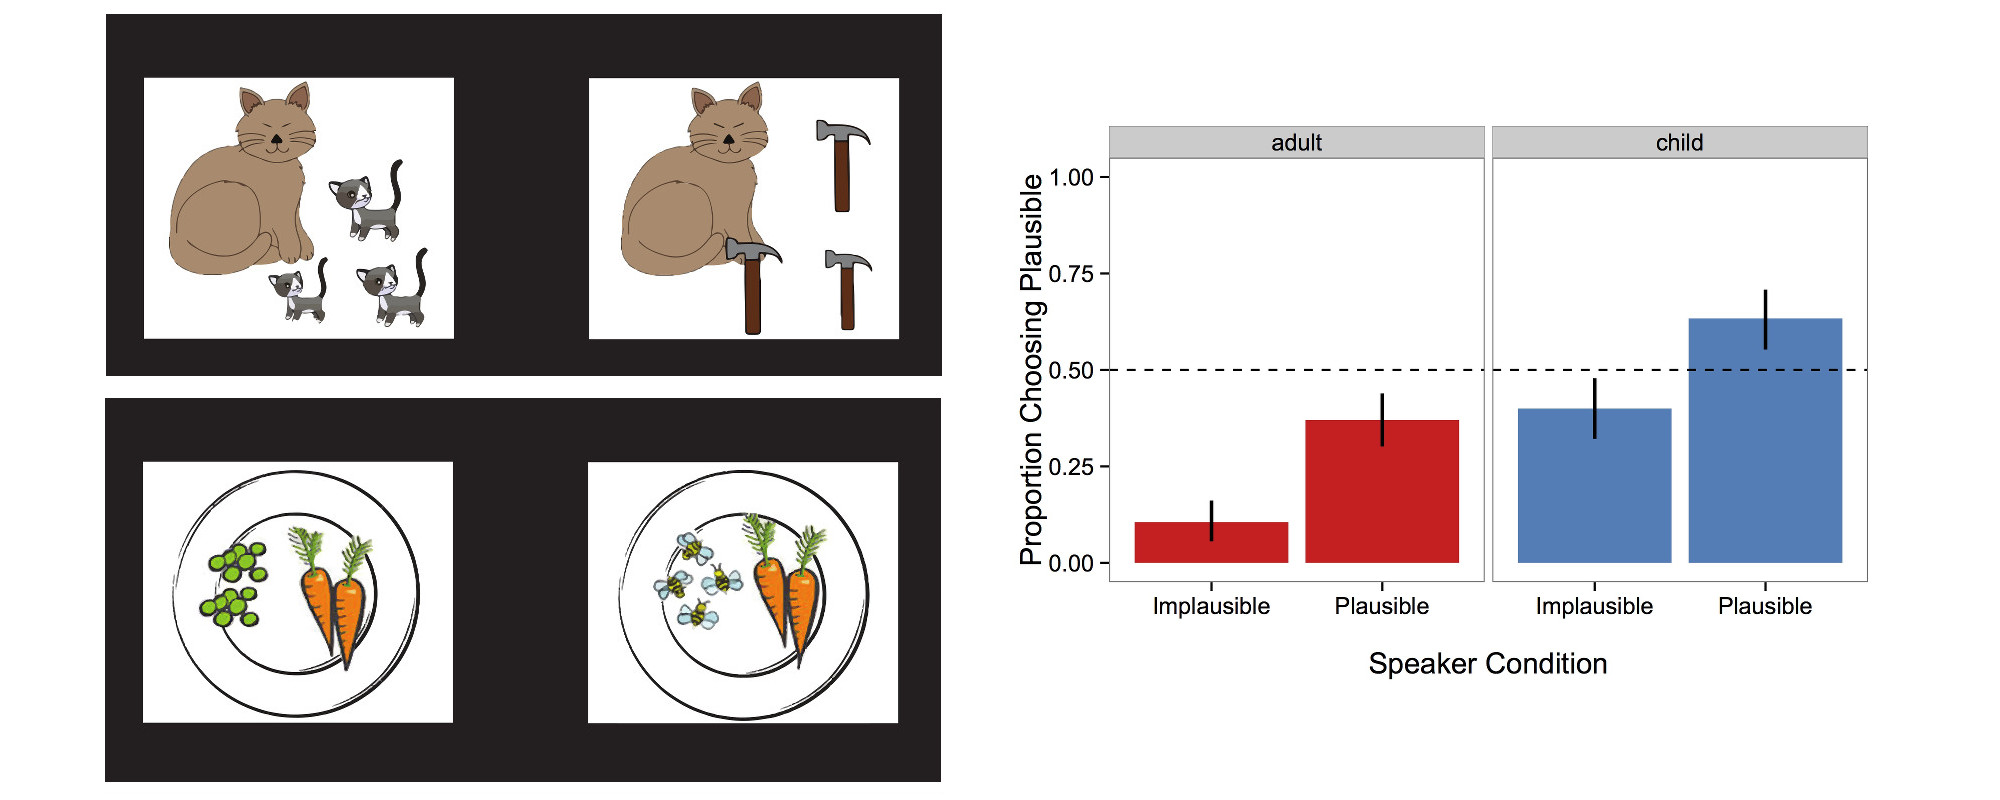 adult
child
Proportion Choosing Plausible
1.00
0.75
0.50
0.25
0.00
Implausible
Plausible
Implausible
Plausible
Speaker Condition